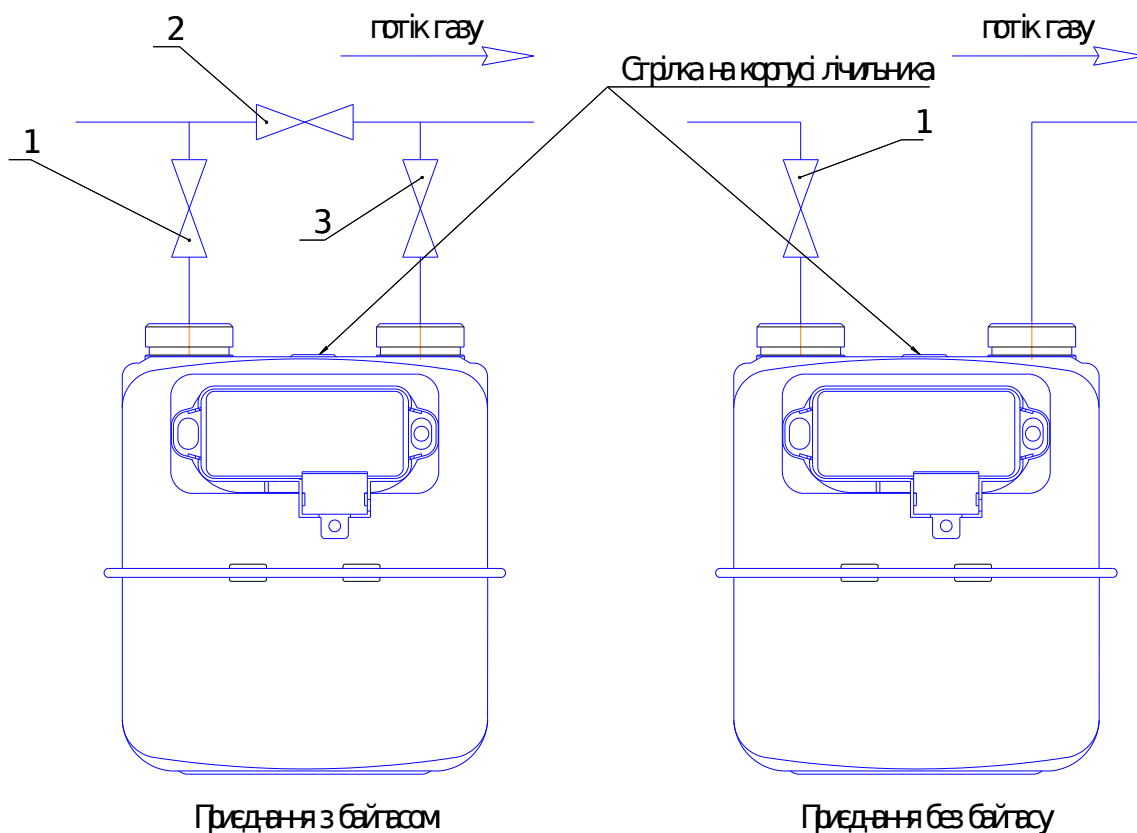 2
потік газу
потік газу
Стрілка на корпусі лічильника
1
1
3
Приєднання з байпасом
Приєднання без байпасу